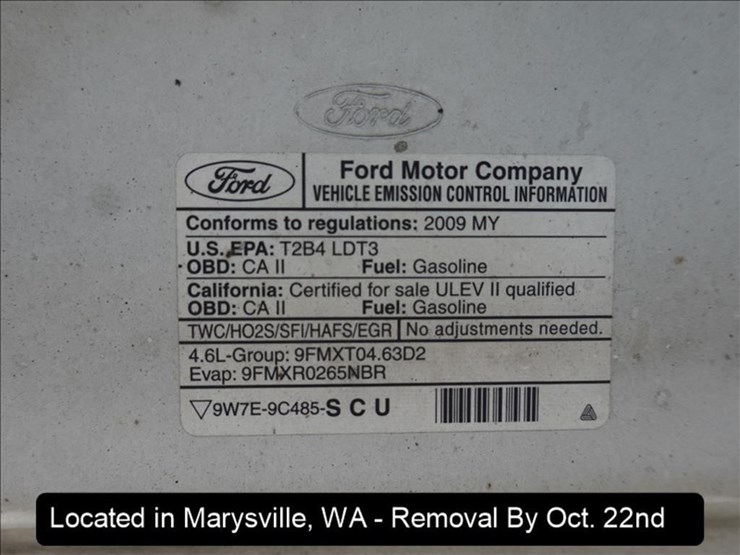 Ford
Ford
Ford Motor Company
VEHICLE EMISSION CONTROL INFORMATION
Conforms to regulations: 2009 MY
U.S. EPA: T2B4 LDT3
OBD: CA II Fuel: Gasoline
California: Certified for sale ULEV II qualified
OBD: CA II Fuel: Gasoline
TWC/HO2S/SFI/HAFS/EGR No adjustments needed.
4.6L-Group: 9FMXT04.63D2
Evap: 9FMXR0265NBR
9W7E-9C485-S C U
Located in Marysville, WA - Removal By Oct. 22nd